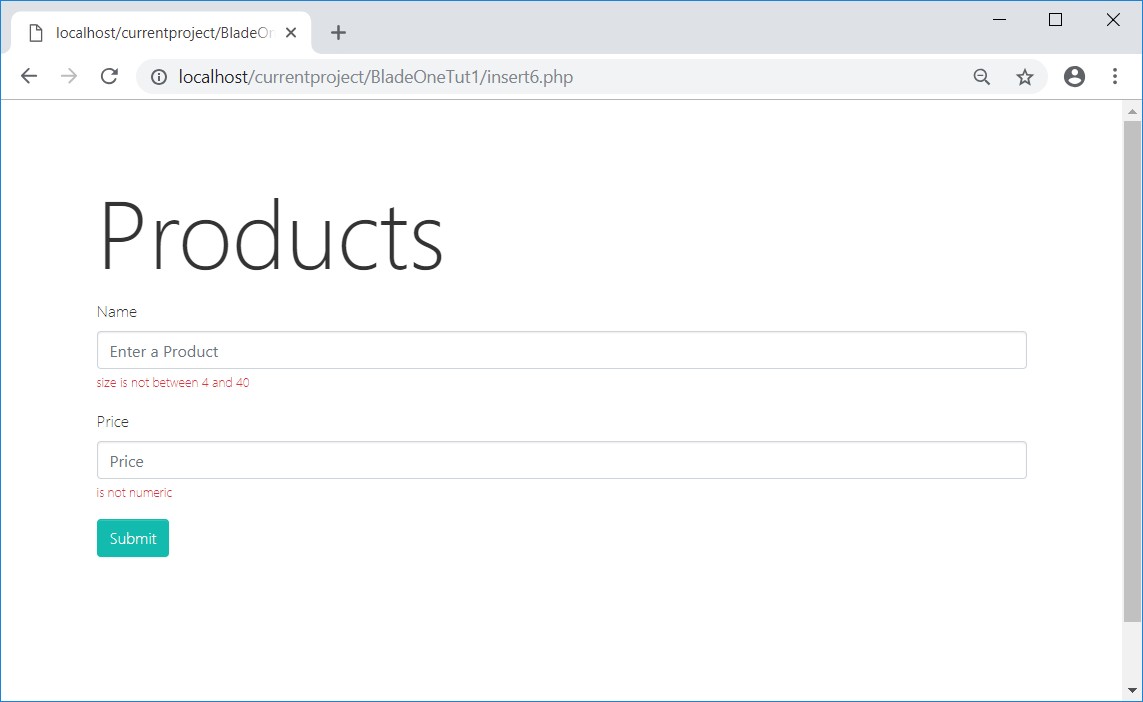 localhost/currentproject/BladeOn
localhost/currentproject/BladeOneTut1/insert6.php
Products
Name
Enter a Product
size is not between 4 and 40
Price
Price
is not numeric
Submit